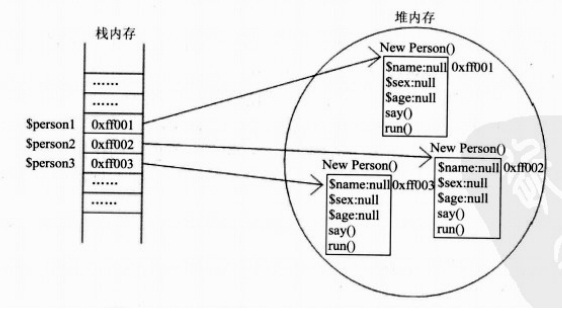 栈内存
堆内存
……
……
$person1 0xff001
$person2 0xff002
$person3 0xff003
……
……
New Person()
$name:null 0xff001
$sex:null
$age:null
say()
run()
New Person()
$name:null 0xff002
$sex:null
$age:null
say()
run()
New Person()
$name:null 0xff003
$sex:null
$age:null
say()
run()